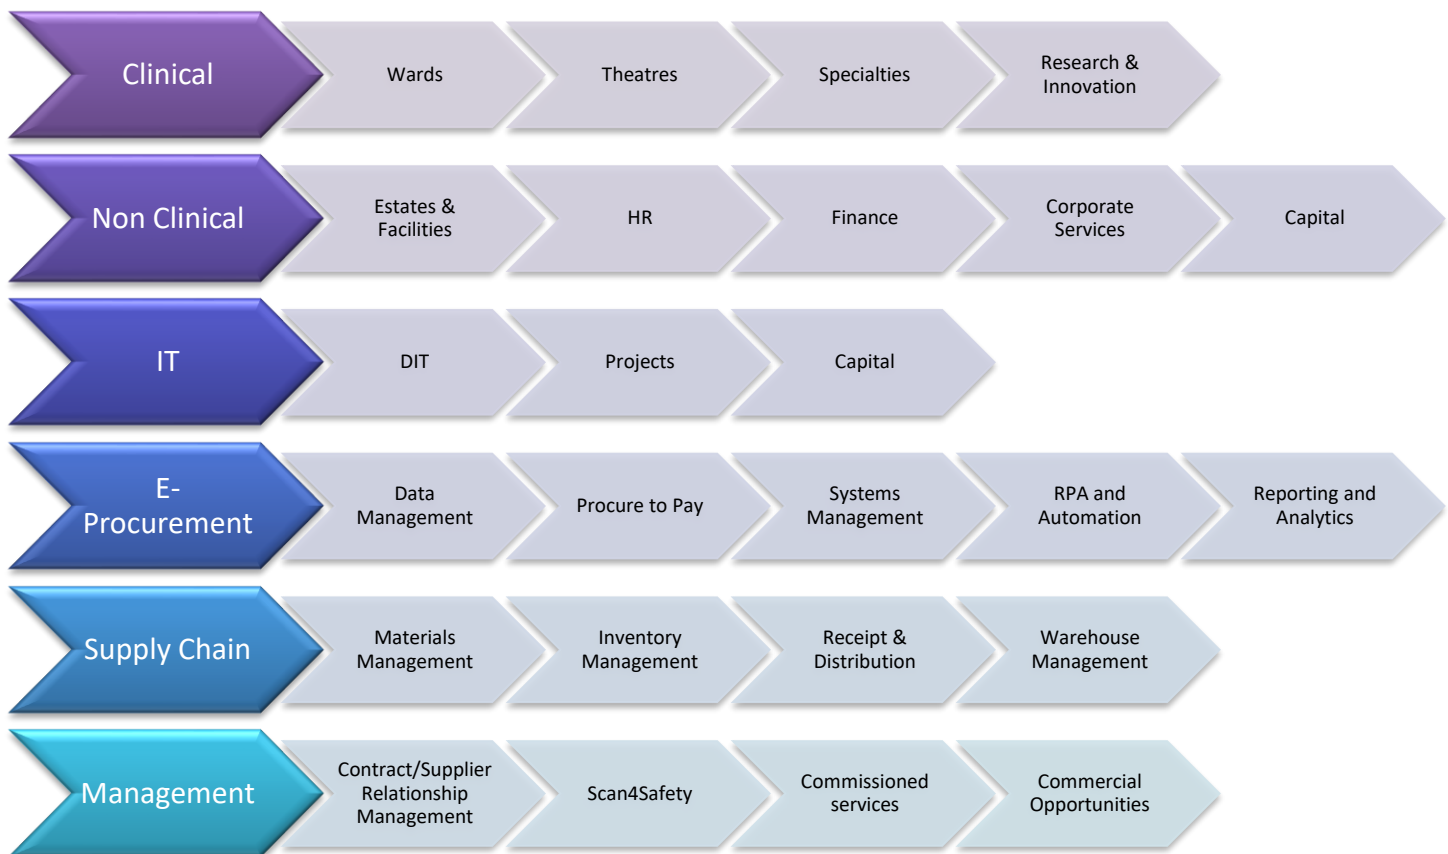 Clinical
Wards
Theatres
Specialties
Research &
Innovation
Non Clinical
Estates &
Facilities
HR
Finance
Corporate
Services
Capital
IT
DIT
Projects
Capital
E-
Procurement
Data
Management
Procure to Pay
Systems
Management
RPA and
Automation
Reporting and
Analytics
Supply Chain
Materials
Management
Inventory
Management
Receipt &
Distribution
Warehouse
Management
Management
Contract/Supplier
Relationship
Management
Scan4Safety
Commissioned
services
Commercial
Opportunities